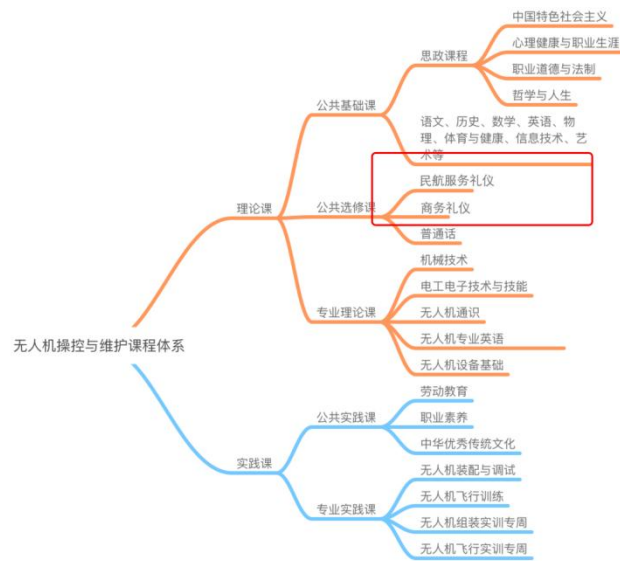 中国特色社会主义
心理健康与职业生涯
思政课程
职业道德与法制
哲学与人生
公共基础课
语文、历史、数学、英语、物
理、体育与健康、信息技术、艺
术等
民航服务礼仪
理论课
公共选修课
商务礼仪
普通话
机械技术
电工电子技术与技能
专业理论课
无人机通识
无人机专业英语
无人机设备基础
无人机操控与维护课程体系
劳动教育
公共实践课
职业素养
中华优秀传统文化
实践课
无人机装配与调试
无人机飞行训练
专业实践课
无人机组装实训专周
无人机飞行实训专周